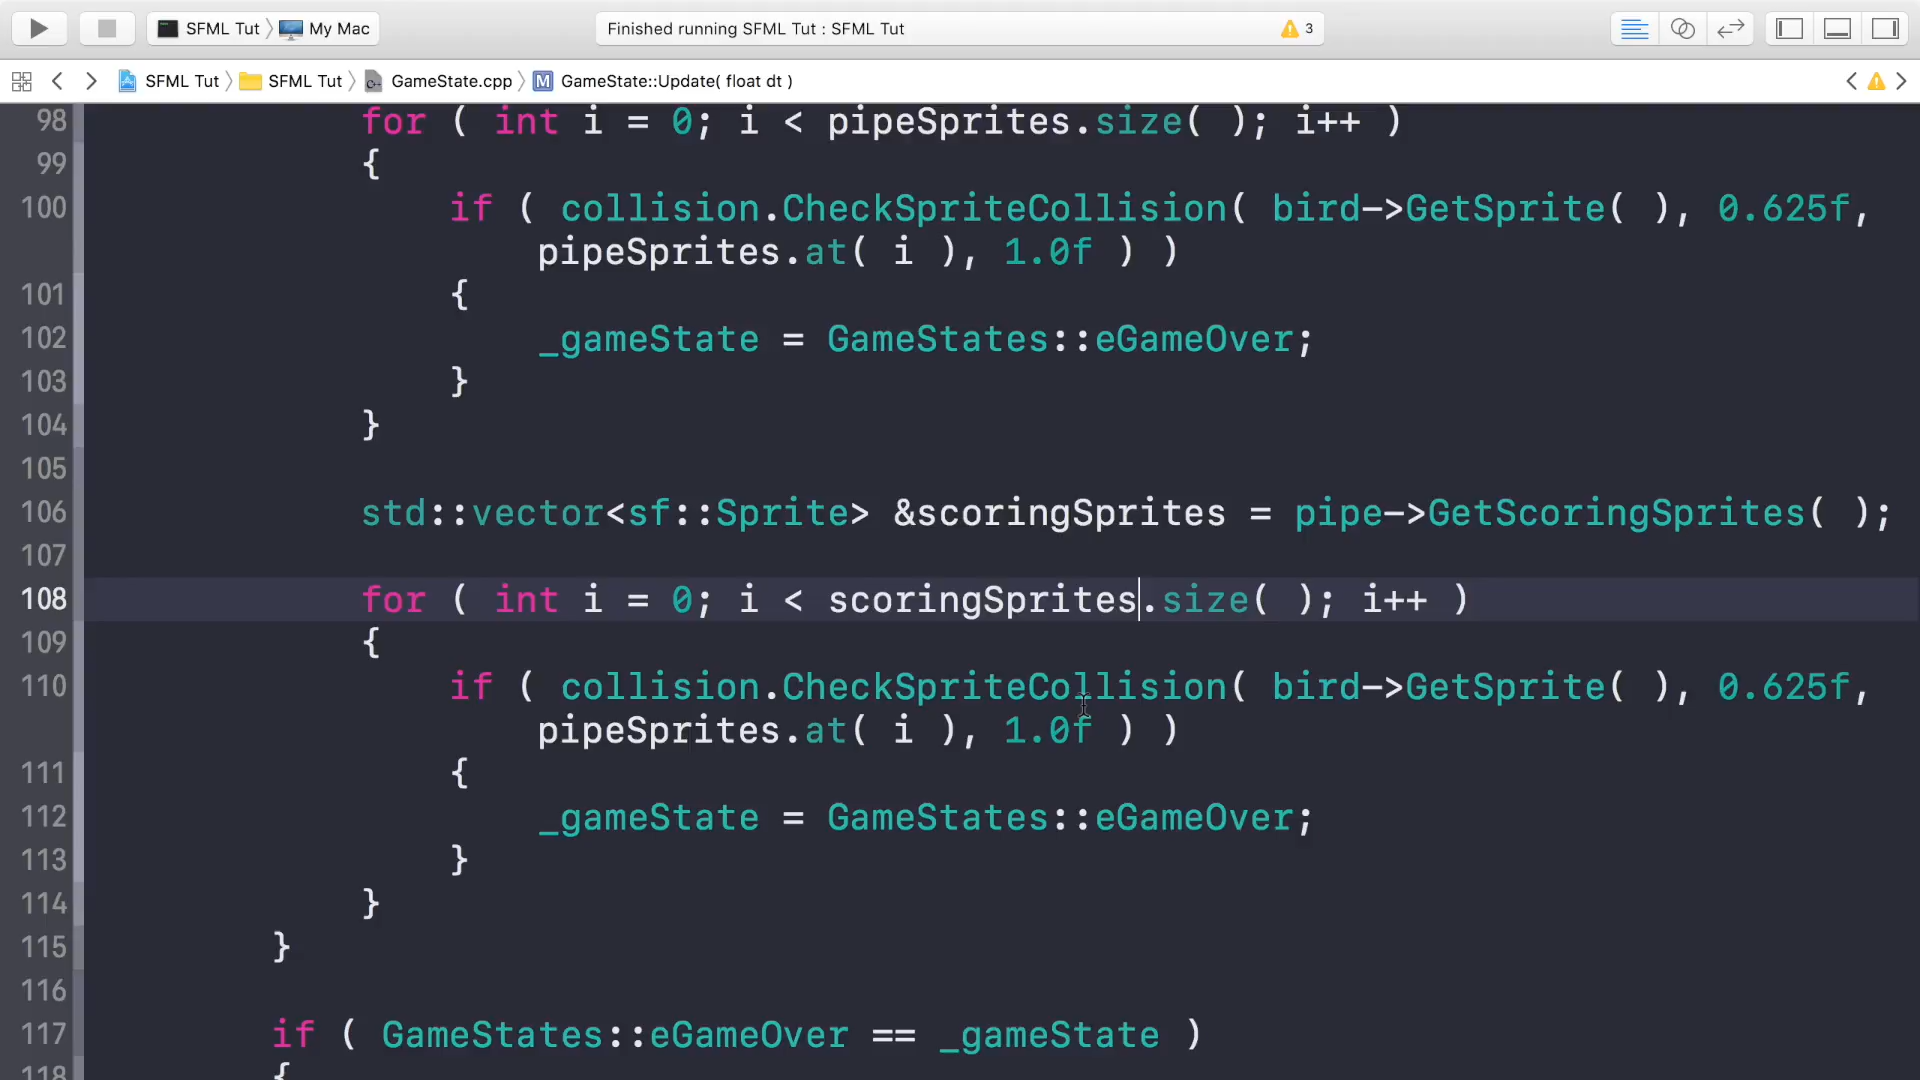 SFML Tut My Mac Finished running SFML Tut : SFML Tut 3
SFML Tut SFML Tut GameState.cpp M GameState::Update( float dt )
98 for ( int i = 0; i < pipeSprites.size( ); i++ )
99 {
100 if ( collision.CheckSpriteCollision( bird->GetSprite( ), 0.625f,
pipeSprites.at( i ), 1.0f ) )
101 {
102 _gameState = GameStates::eGameOver;
103 }
104 }
105
106 std::vector<sf::Sprite> &scoringSprites = pipe->GetScoringSprites( );
107
108 for ( int i = 0; i < scoringSprites.size( ); i++ )
109 {
110 if ( collision.CheckSpriteCollision( bird->GetSprite( ), 0.625f,
pipeSprites.at( i ), 1.0f ) )
111 {
112 _gameState = GameStates::eGameOver;
113 }
114 }
115 }
116
117 if ( GameStates::eGameOver == _gameState )
118 {